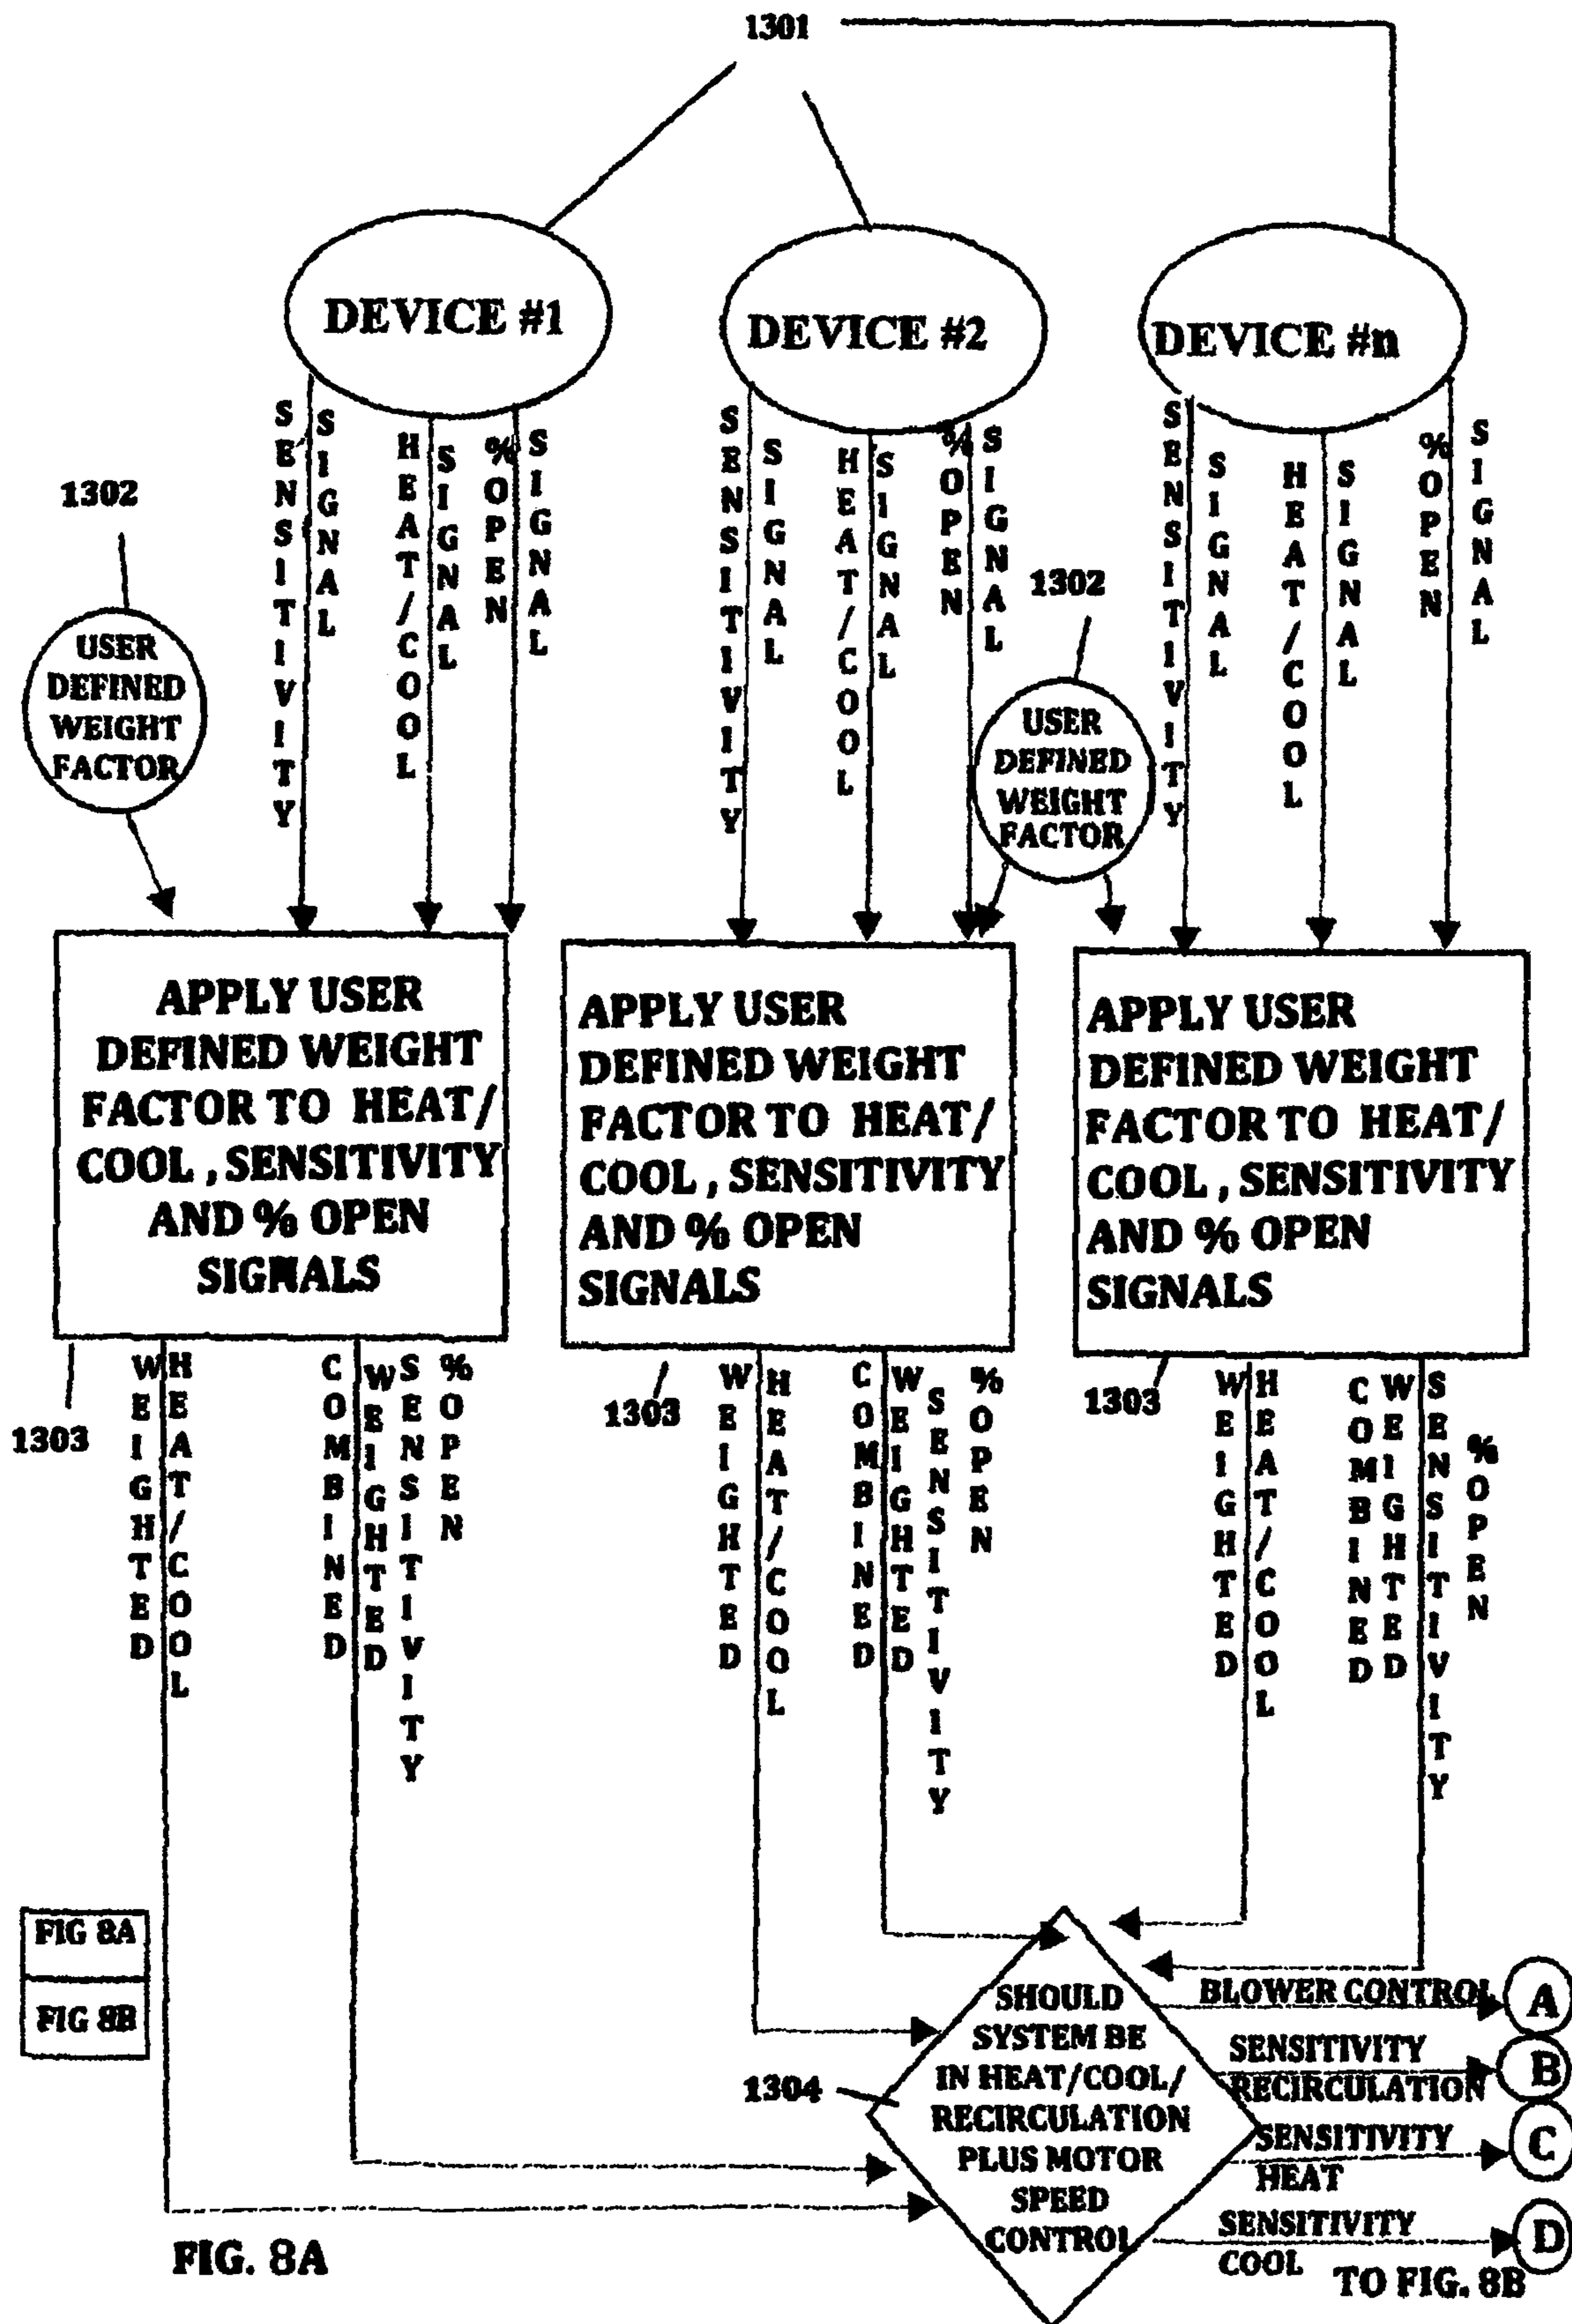 1301
DEVICE #1
DEVICE #2
DEVICE #n
SENSITIVITY
SIGNAL
HEAT/COOL
SIGNAL
%OPEN
SIGNAL
SENSITIVITY
SIGNAL
HEAT/COOL
SIGNAL
%OPEN
SIGNAL
SENSITIVITY
SIGNAL
HEAT/COOL
SIGNAL
%OPEN
SIGNAL
1302
USER
DEFINED
WEIGHT
FACTOR
1302
USER
DEFINED
WEIGHT
FACTOR
APPLY USER
DEFINED WEIGHT
FACTOR TO HEAT/
COOL , SENSITIVITY
AND % OPEN
SIGNALS
APPLY USER
DEFINED WEIGHT
FACTOR TO HEAT/
COOL , SENSITIVITY
AND % OPEN
SIGNALS
APPLY USER
DEFINED WEIGHT
FACTOR TO HEAT/
COOL , SENSITIVITY
AND % OPEN
SIGNALS
1303
WEIGHTED
HEAT/COOL
COMBINED
WEIGHTED
SENSITIVITY
%OPEN
1303
WEIGHTED
HEAT/COOL
COMBINED
WEIGHTED
SENSITIVITY
%OPEN
1303
WEIGHTED
HEAT/COOL
COMBINED
WEIGHTED
SENSITIVITY
%OPEN
FIG 8A
FIG 8B
1304
SHOULD
SYSTEM BE
IN HEAT/COOL/
RECIRCULATION
PLUS MOTOR
SPEED
CONTROL
BLOWER CONTROL
A
SENSITIVITY
RECIRCULATION
B
SENSITIVITY
HEAT
C
SENSITIVITY
COOL
D
TO FIG. 8B
FIG. 8A